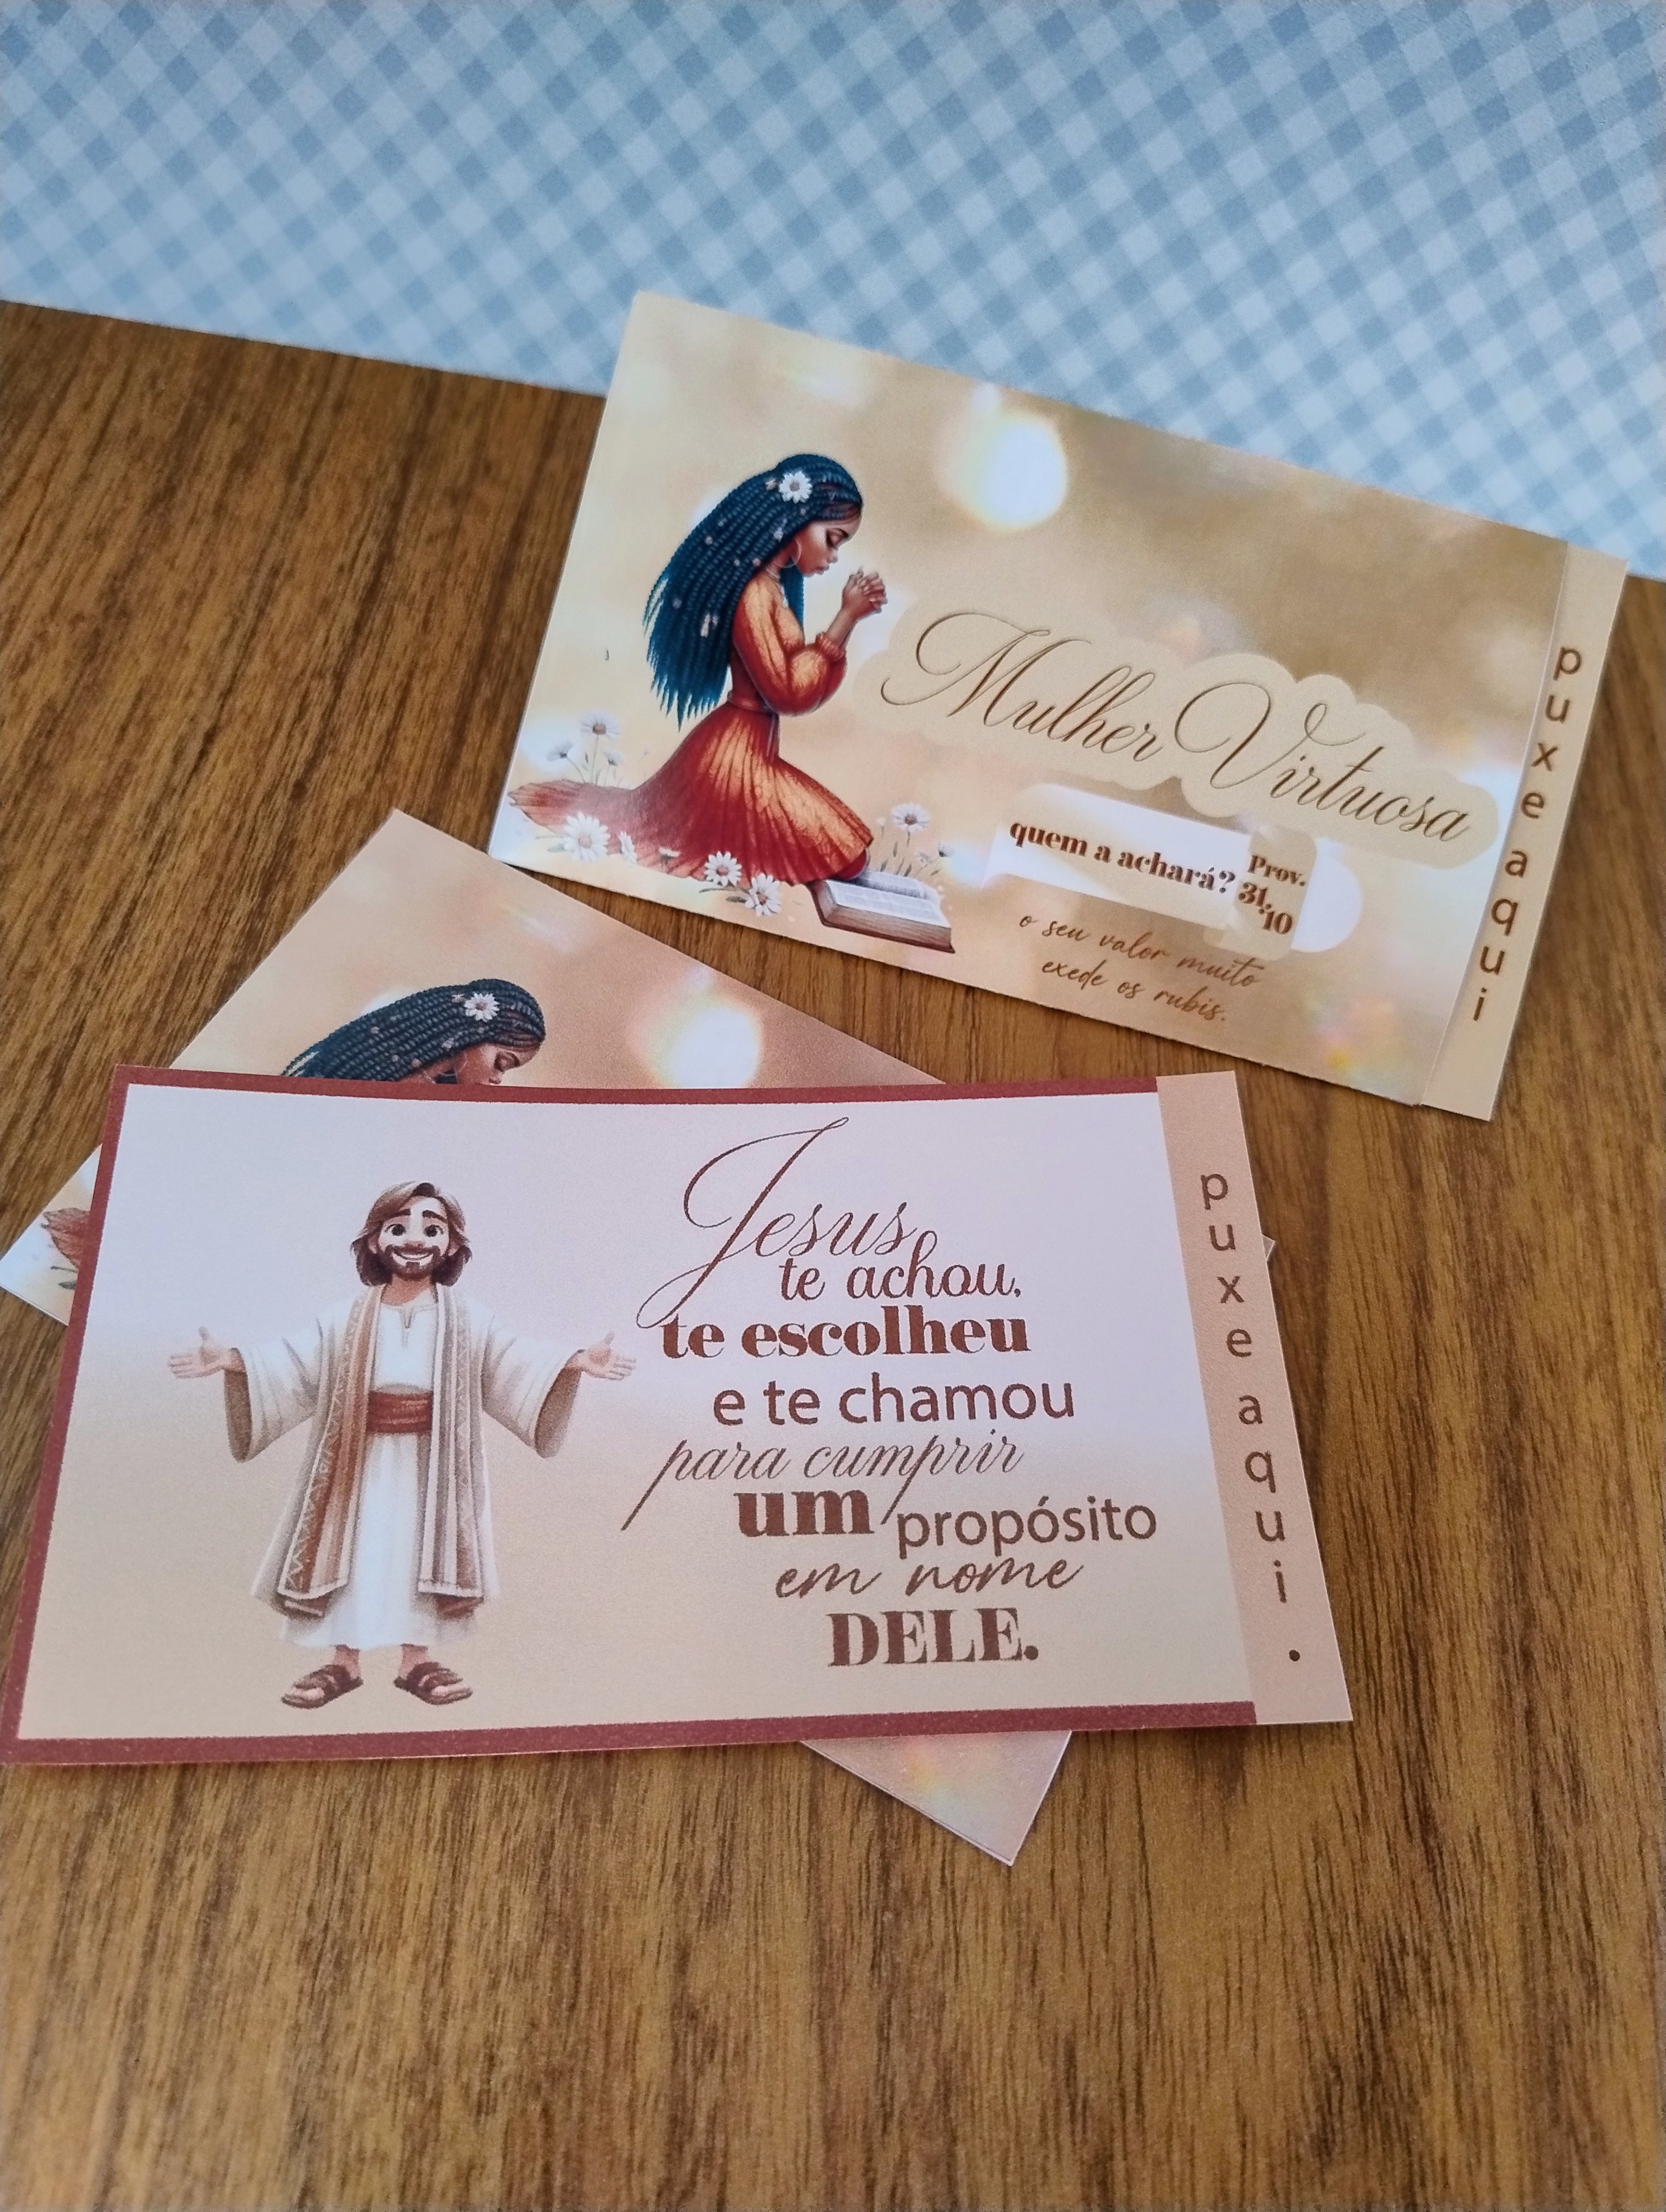 Mulher Virtuosa
quem a achará? Prov. 31:10
o seu valor muito
exede os rubis.
puxe aqui
Jesus
te achou,
te escolheu
e te chamou
para cumprir
um propósito
em nome
DELE.
puxe aqui.